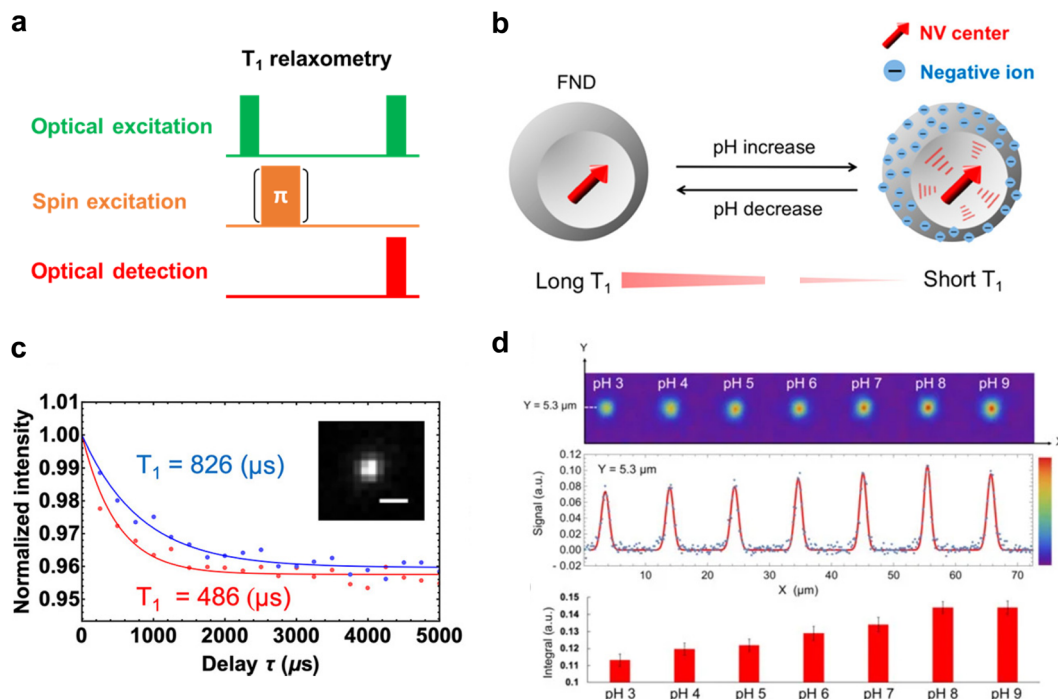 a
T₁ relaxometry
Optical excitation
Spin excitation
π
Optical detection
b
NV center
Negative ion
FND
pH increase
pH decrease
Long T₁
Short T₁
c
Normalized intensity
1.01
1.00
0.99
0.98
0.97
0.96
0.95
T₁ = 826 (μs)
T₁ = 486 (μs)
0 1000 2000 3000 4000 5000
Delay τ (μs)
d
Y
pH 3 pH 4 pH 5 pH 6 pH 7 pH 8 pH 9
Y = 5.3 μm
X
Signal (a.u.)
0.12
0.10
0.08
0.06
0.04
0.02
0.00
- 0.02
Y = 5.3 μm
10 20 30 40 50 60 70
X (μm)
Integral (a.u.)
0.15
0.14
0.13
0.12
0.11
0.1
pH 3 pH 4 pH 5 pH 6 pH 7 pH 8 pH 9